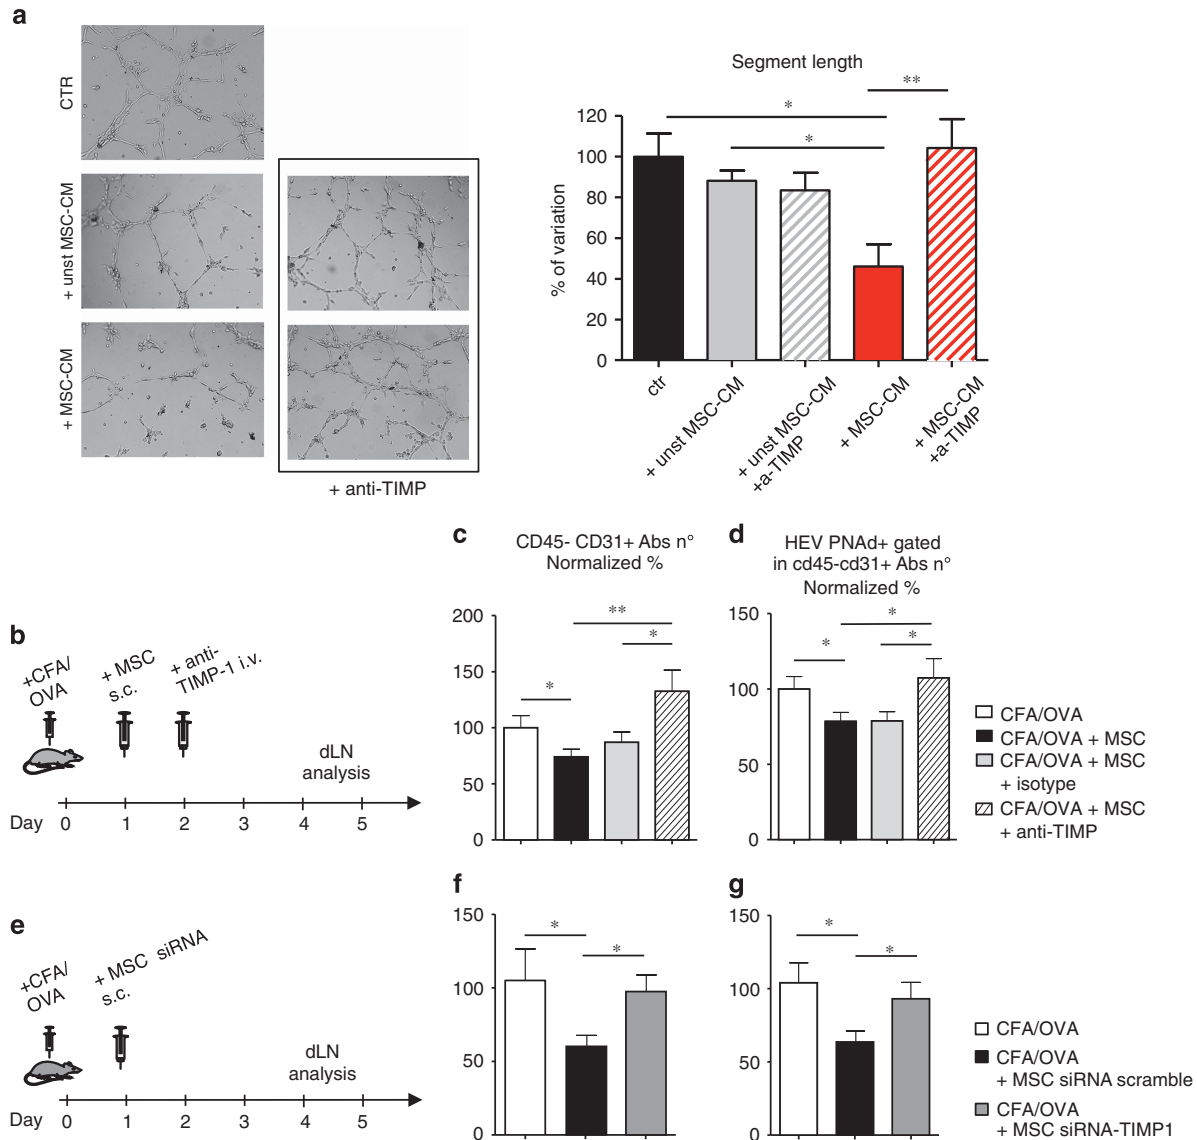 a
CTR
+ unst MSC-CM
+ MSC-CM
+ anti-TIMP
Segment length
% of variation
120
100
80
60
40
20
0
*
*
**
ctr
+ unst MSC-CM
+ unst MSC-CM
+a-TIMP
+ MSC-CM
+ MSC-CM
+a-TIMP
b
+CFA/
OVA
+ MSC
s.c.
+ anti-
TIMP-1 i.v.
dLN
analysis
Day 0 1 2 3 4 5
c
CD45- CD31+ Abs n°
Normalized %
200
150
100
50
0
*
**
*
d
HEV PNAd+ gated
in cd45-cd31+ Abs n°
Normalized %
150
100
50
0
*
*
*
CFA/OVA
CFA/OVA + MSC
CFA/OVA + MSC
+ isotype
CFA/OVA + MSC
+ anti-TIMP
e
+CFA/
OVA
+ MSC siRNA
s.c.
dLN
analysis
Day 0 1 2 3 4 5
f
150
100
50
0
*
*
g
150
100
50
0
*
*
CFA/OVA
CFA/OVA
+ MSC siRNA scramble
CFA/OVA
+ MSC siRNA-TIMP1